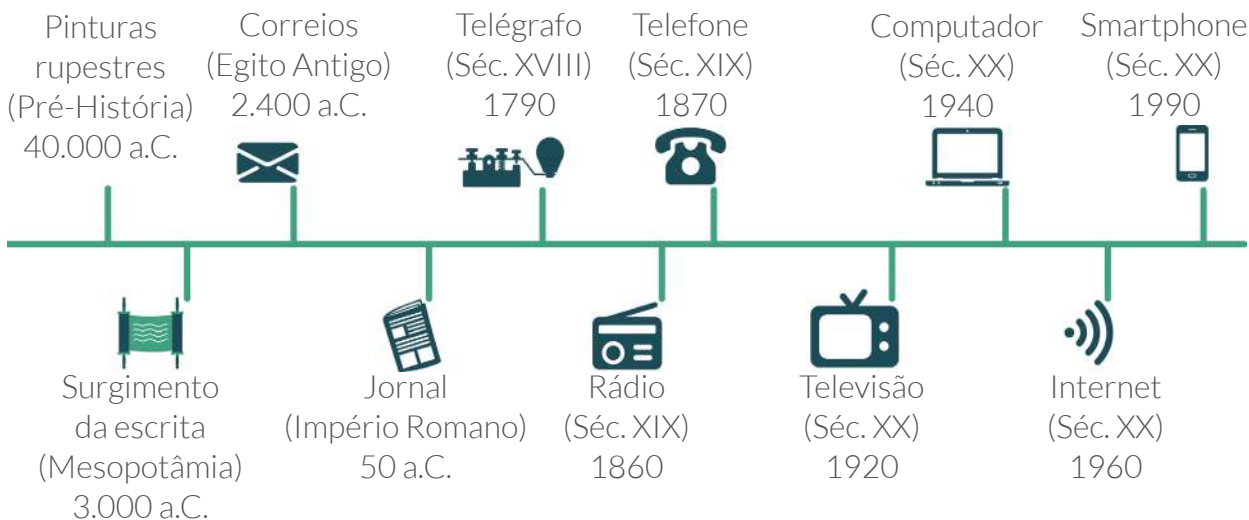 Pinturas
rupestres
(Pré-História)
40.000 a.C.
Correios
(Egito Antigo)
2.400 a.C.
Telégrafo
(Séc. XVIII)
1790
Telefone
(Séc. XIX)
1870
Computador
(Séc. XX)
1940
Smartphone
(Séc. XX)
1990
Surgimento
da escrita
(Mesopotâmia)
3.000 a.C.
Jornal
(Império Romano)
50 a.C.
Rádio
(Séc. XIX)
1860
Televisão
(Séc. XX)
1920
Internet
(Séc. XX)
1960